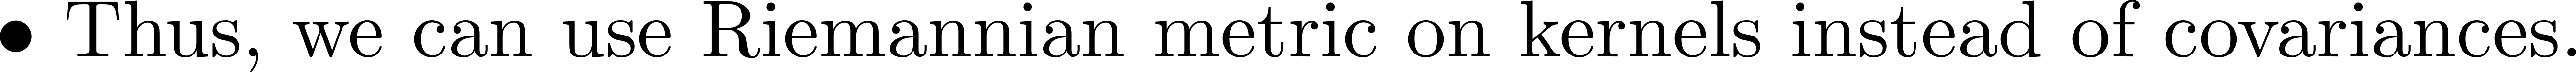 • Thus, we can use Riemannian metric on kernels instead of covariances.